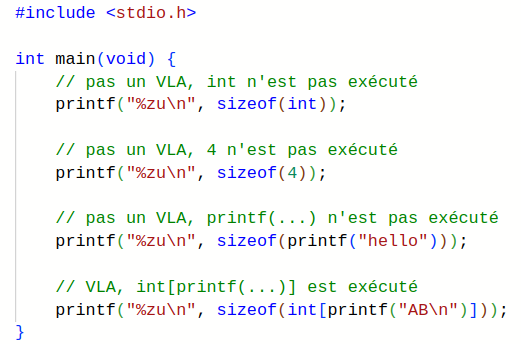 #include <stdio.h>

int main(void) {
    // pas un VLA, int n'est pas exécuté
    printf("%zu\n", sizeof(int));

    // pas un VLA, 4 n'est pas exécuté
    printf("%zu\n", sizeof(4));

    // pas un VLA, printf(...) n'est pas exécuté
    printf("%zu\n", sizeof(printf("hello")));

    // VLA, int[printf(...)] est exécuté
    printf("%zu\n", sizeof(int[printf("AB\n")]));
}